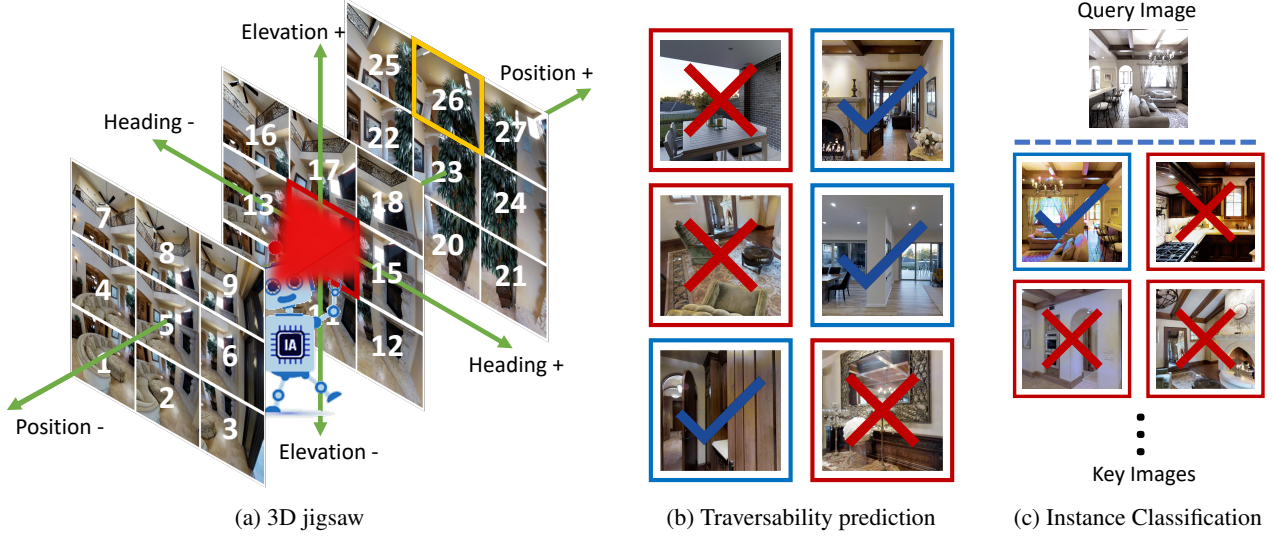 Elevation +
Position +
Heading -
25
26
27
22
23
24
20
21
16
17
18
13
15
11
12
7
8
9
4
5
6
1
2
3
IA
Heading +
Position -
Elevation -
(a) 3D jigsaw
(b) Traversability prediction
Query Image
Key Images
(c) Instance Classification